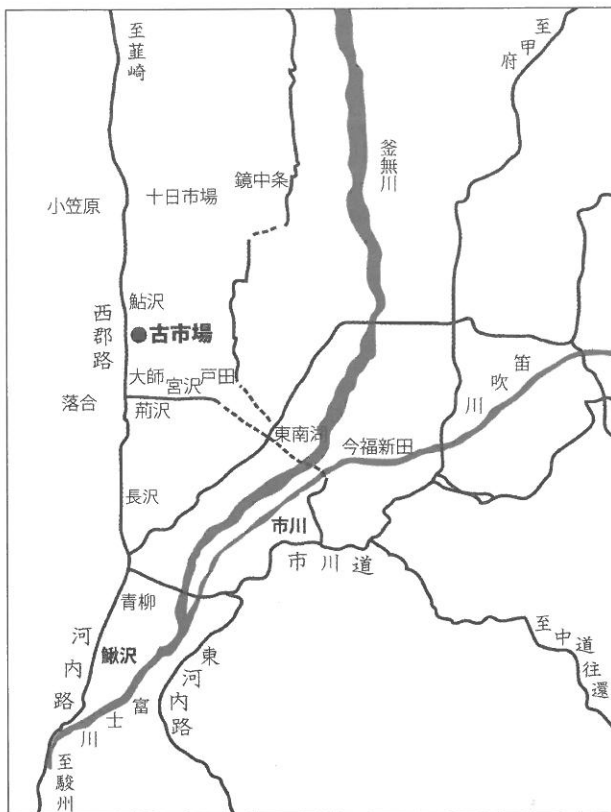 至韮崎
至甲府
釜無川
鏡中条
十日市場
小笠原
鮎沢
古市場
西郡路
大師
宮沢
戸田
落合
荊沢
東南湖
今福新田
笛吹川
長沢
市川
市川道
青柳
鰍沢
河内路
東河内路
富士川
至中道往還
至駿州